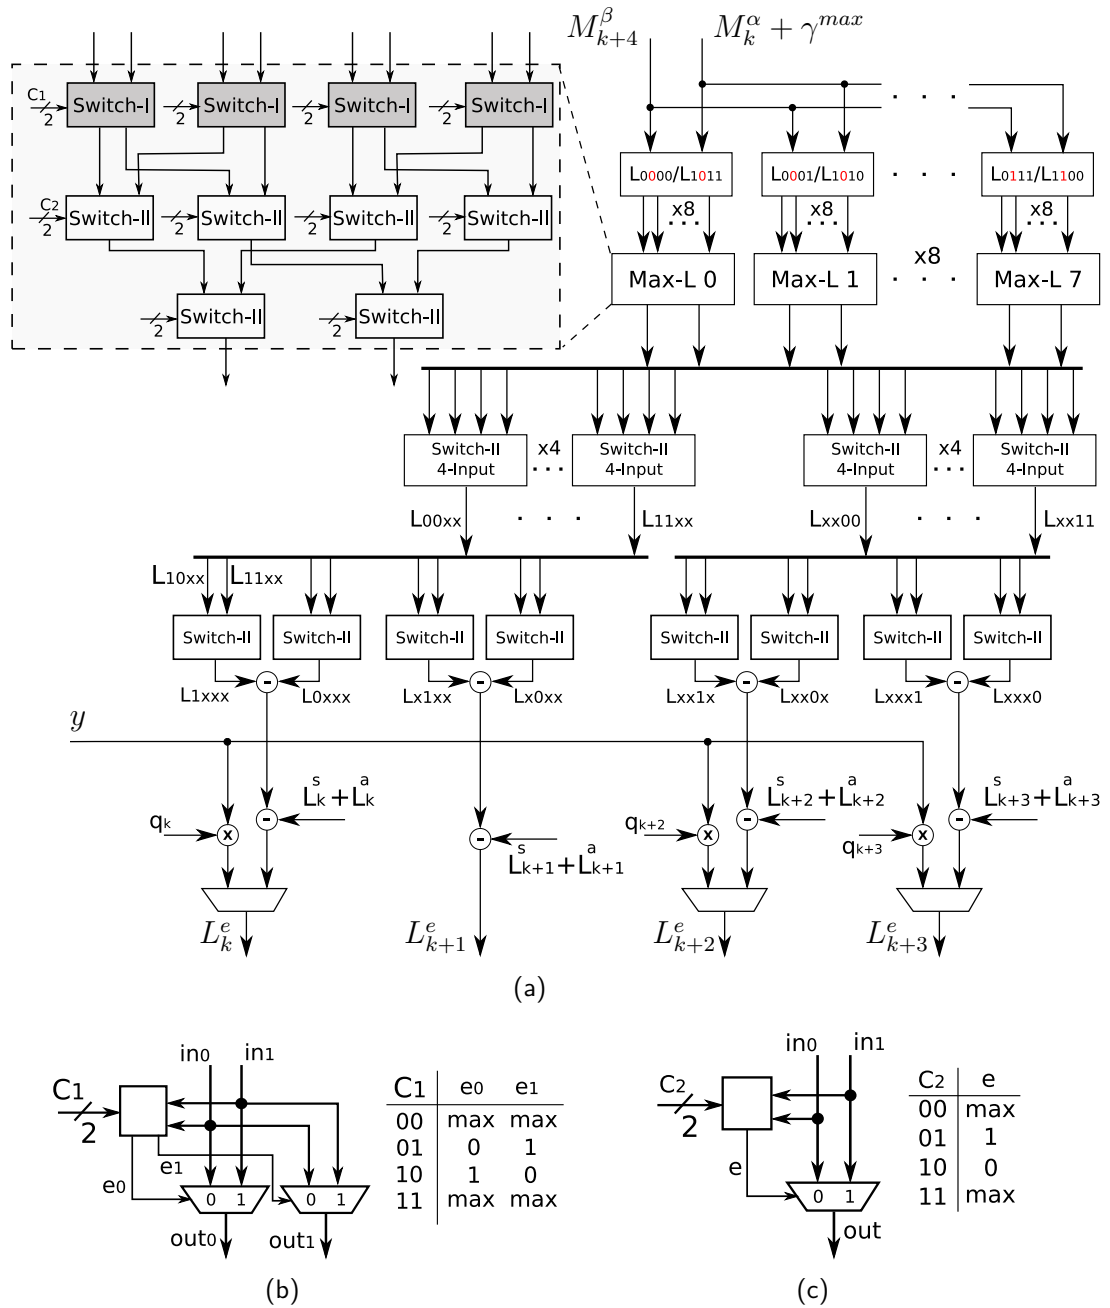 M^β_{k+4} M^α_k + γ^{max}
C1 Switch-I Switch-I Switch-I Switch-I
2 2 2 2
. . .
L0000/L1011 L0001/L1010 . . . L0111/L1100
C2 Switch-II Switch-II Switch-II Switch-II
2 2 2 2
x8 x8 x8
... ... ...
Max-L 0 Max-L 1 . x8 . . Max-L 7
Switch-II Switch-II
2 2
Switch-II 4-Input x4 ... Switch-II 4-Input Switch-II 4-Input x4 ... Switch-II 4-Input
L00xx . . . L11xx Lxx00 . . . Lxx11
L10xx L11xx
Switch-II Switch-II Switch-II Switch-II Switch-II Switch-II Switch-II Switch-II
L1xxx - L0xxx Lx1xx - Lx0xx Lxx1x - Lxx0x Lxxx1 - Lxxx0
y
L^s_k+L^a_k L^s_{k+2}+L^a_{k+2} L^s_{k+3}+L^a_{k+3}
qk x - - qk+2 x - qk+3 x -
L^s_{k+1}+L^a_{k+1}
L^e_k L^e_{k+1} L^e_{k+2} L^e_{k+3}
(a)
in0 in1
C1
2
e0 e1
0 1 0 1
out0 out1
C1 e0 e1
00 max max
01 0 1
10 1 0
11 max max
(b)
in0 in1
C2
2
e
0 1
out
C2 e
00 max
01 1
10 0
11 max
(c)